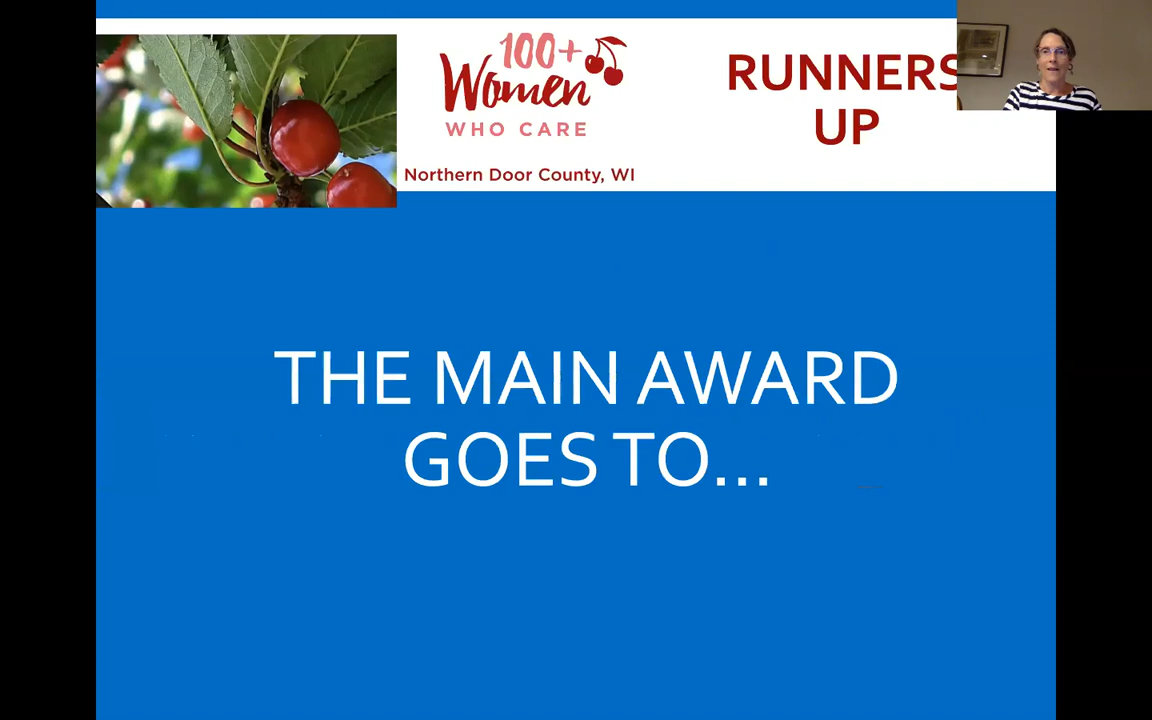 100+
Women
WHO CARE
Northern Door County, WI
RUNNERS
UP
THE MAIN AWARD
GOES TO...